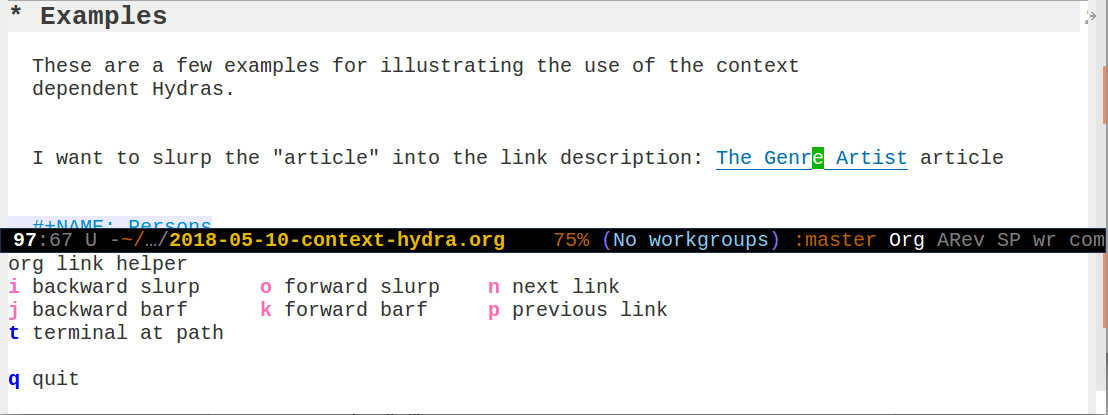 * Examples
These are a few examples for illustrating the use of the context
dependent Hydras.
I want to slurp the "article" into the link description: The Genre Artist article
#+NAME: Persons
97:67 U -~/…/2018-05-10-context-hydra.org 75% (No workgroups) :master Org ARev SP wr com
org link helper
i backward slurp o forward slurp n next link
j backward barf k forward barf p previous link
t terminal at path
q quit